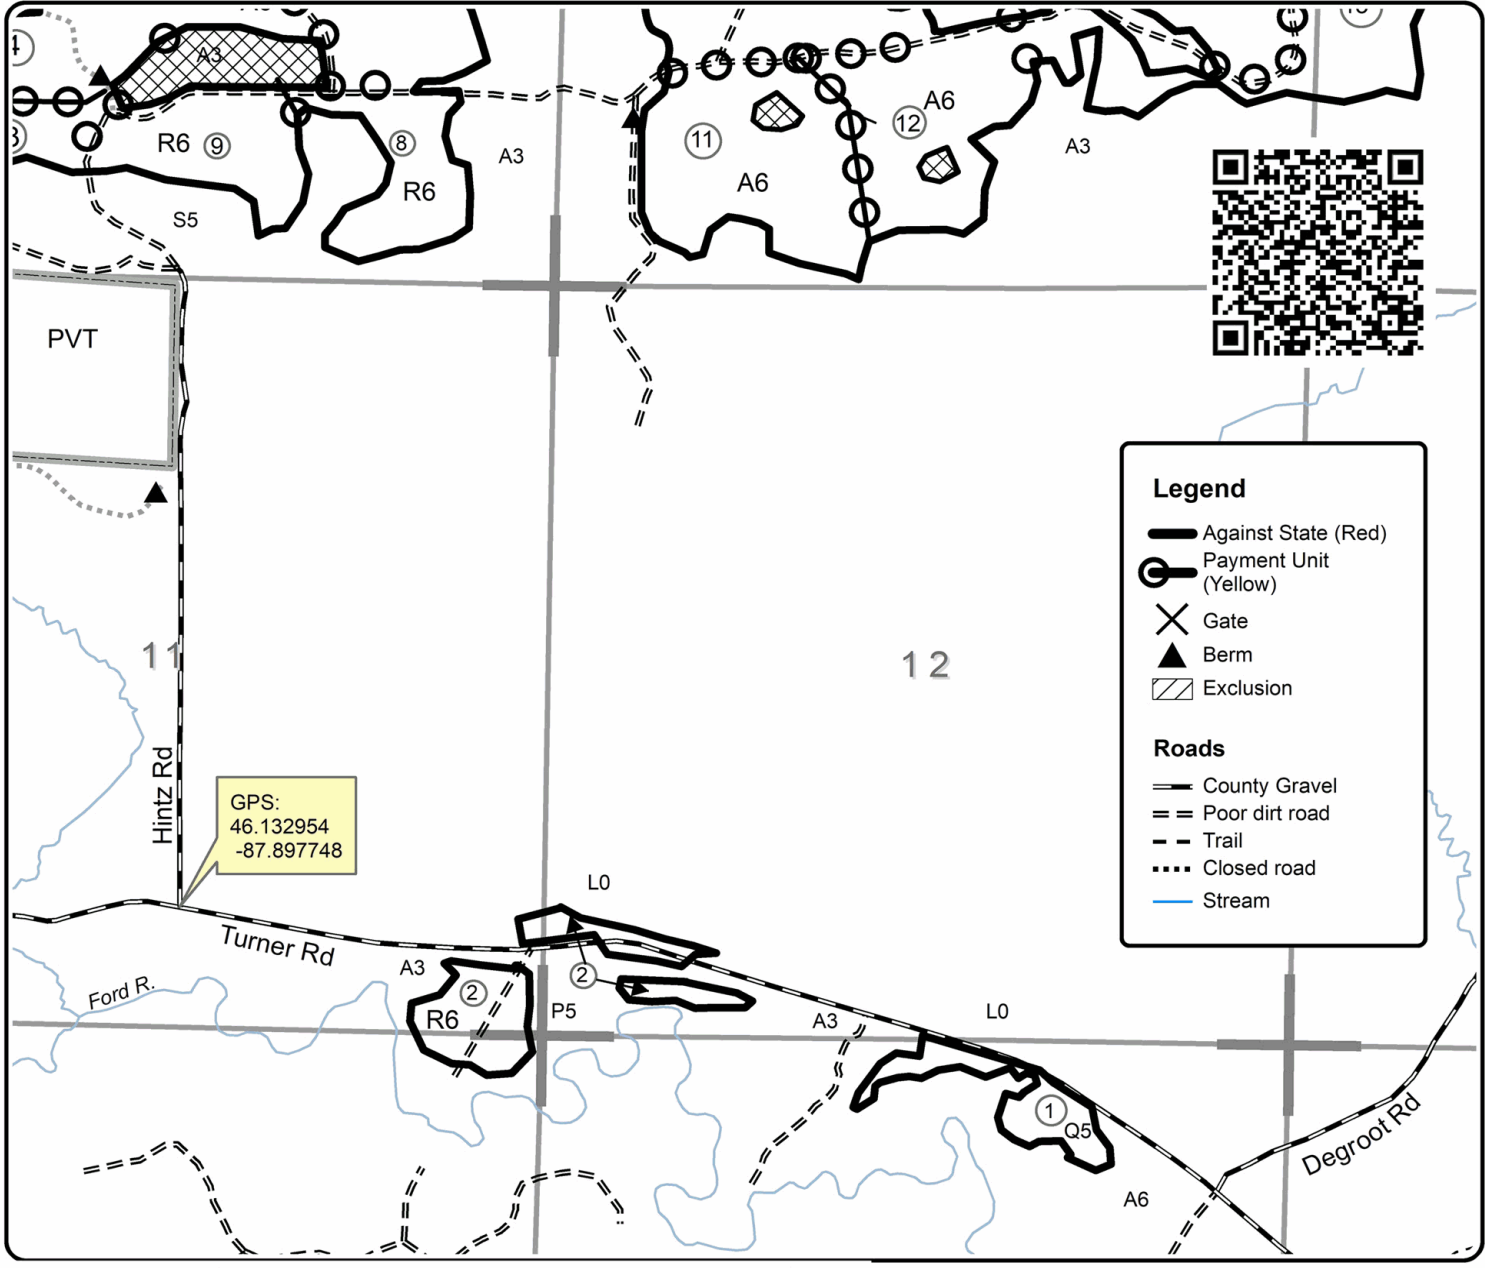 A3
R6
9
8
R6
A3
S5
11
A6
12
A6
A3
PVT
11
12
Hintz Rd
GPS:
46.132954
-87.897748
Turner Rd
L0
A3
2
R6
2
P5
Ford R.
A3
L0
1
Q5
A6
Degroot Rd
Legend
Against State (Red)
Payment Unit
(Yellow)
Gate
Berm
Exclusion
Roads
County Gravel
Poor dirt road
Trail
Closed road
Stream